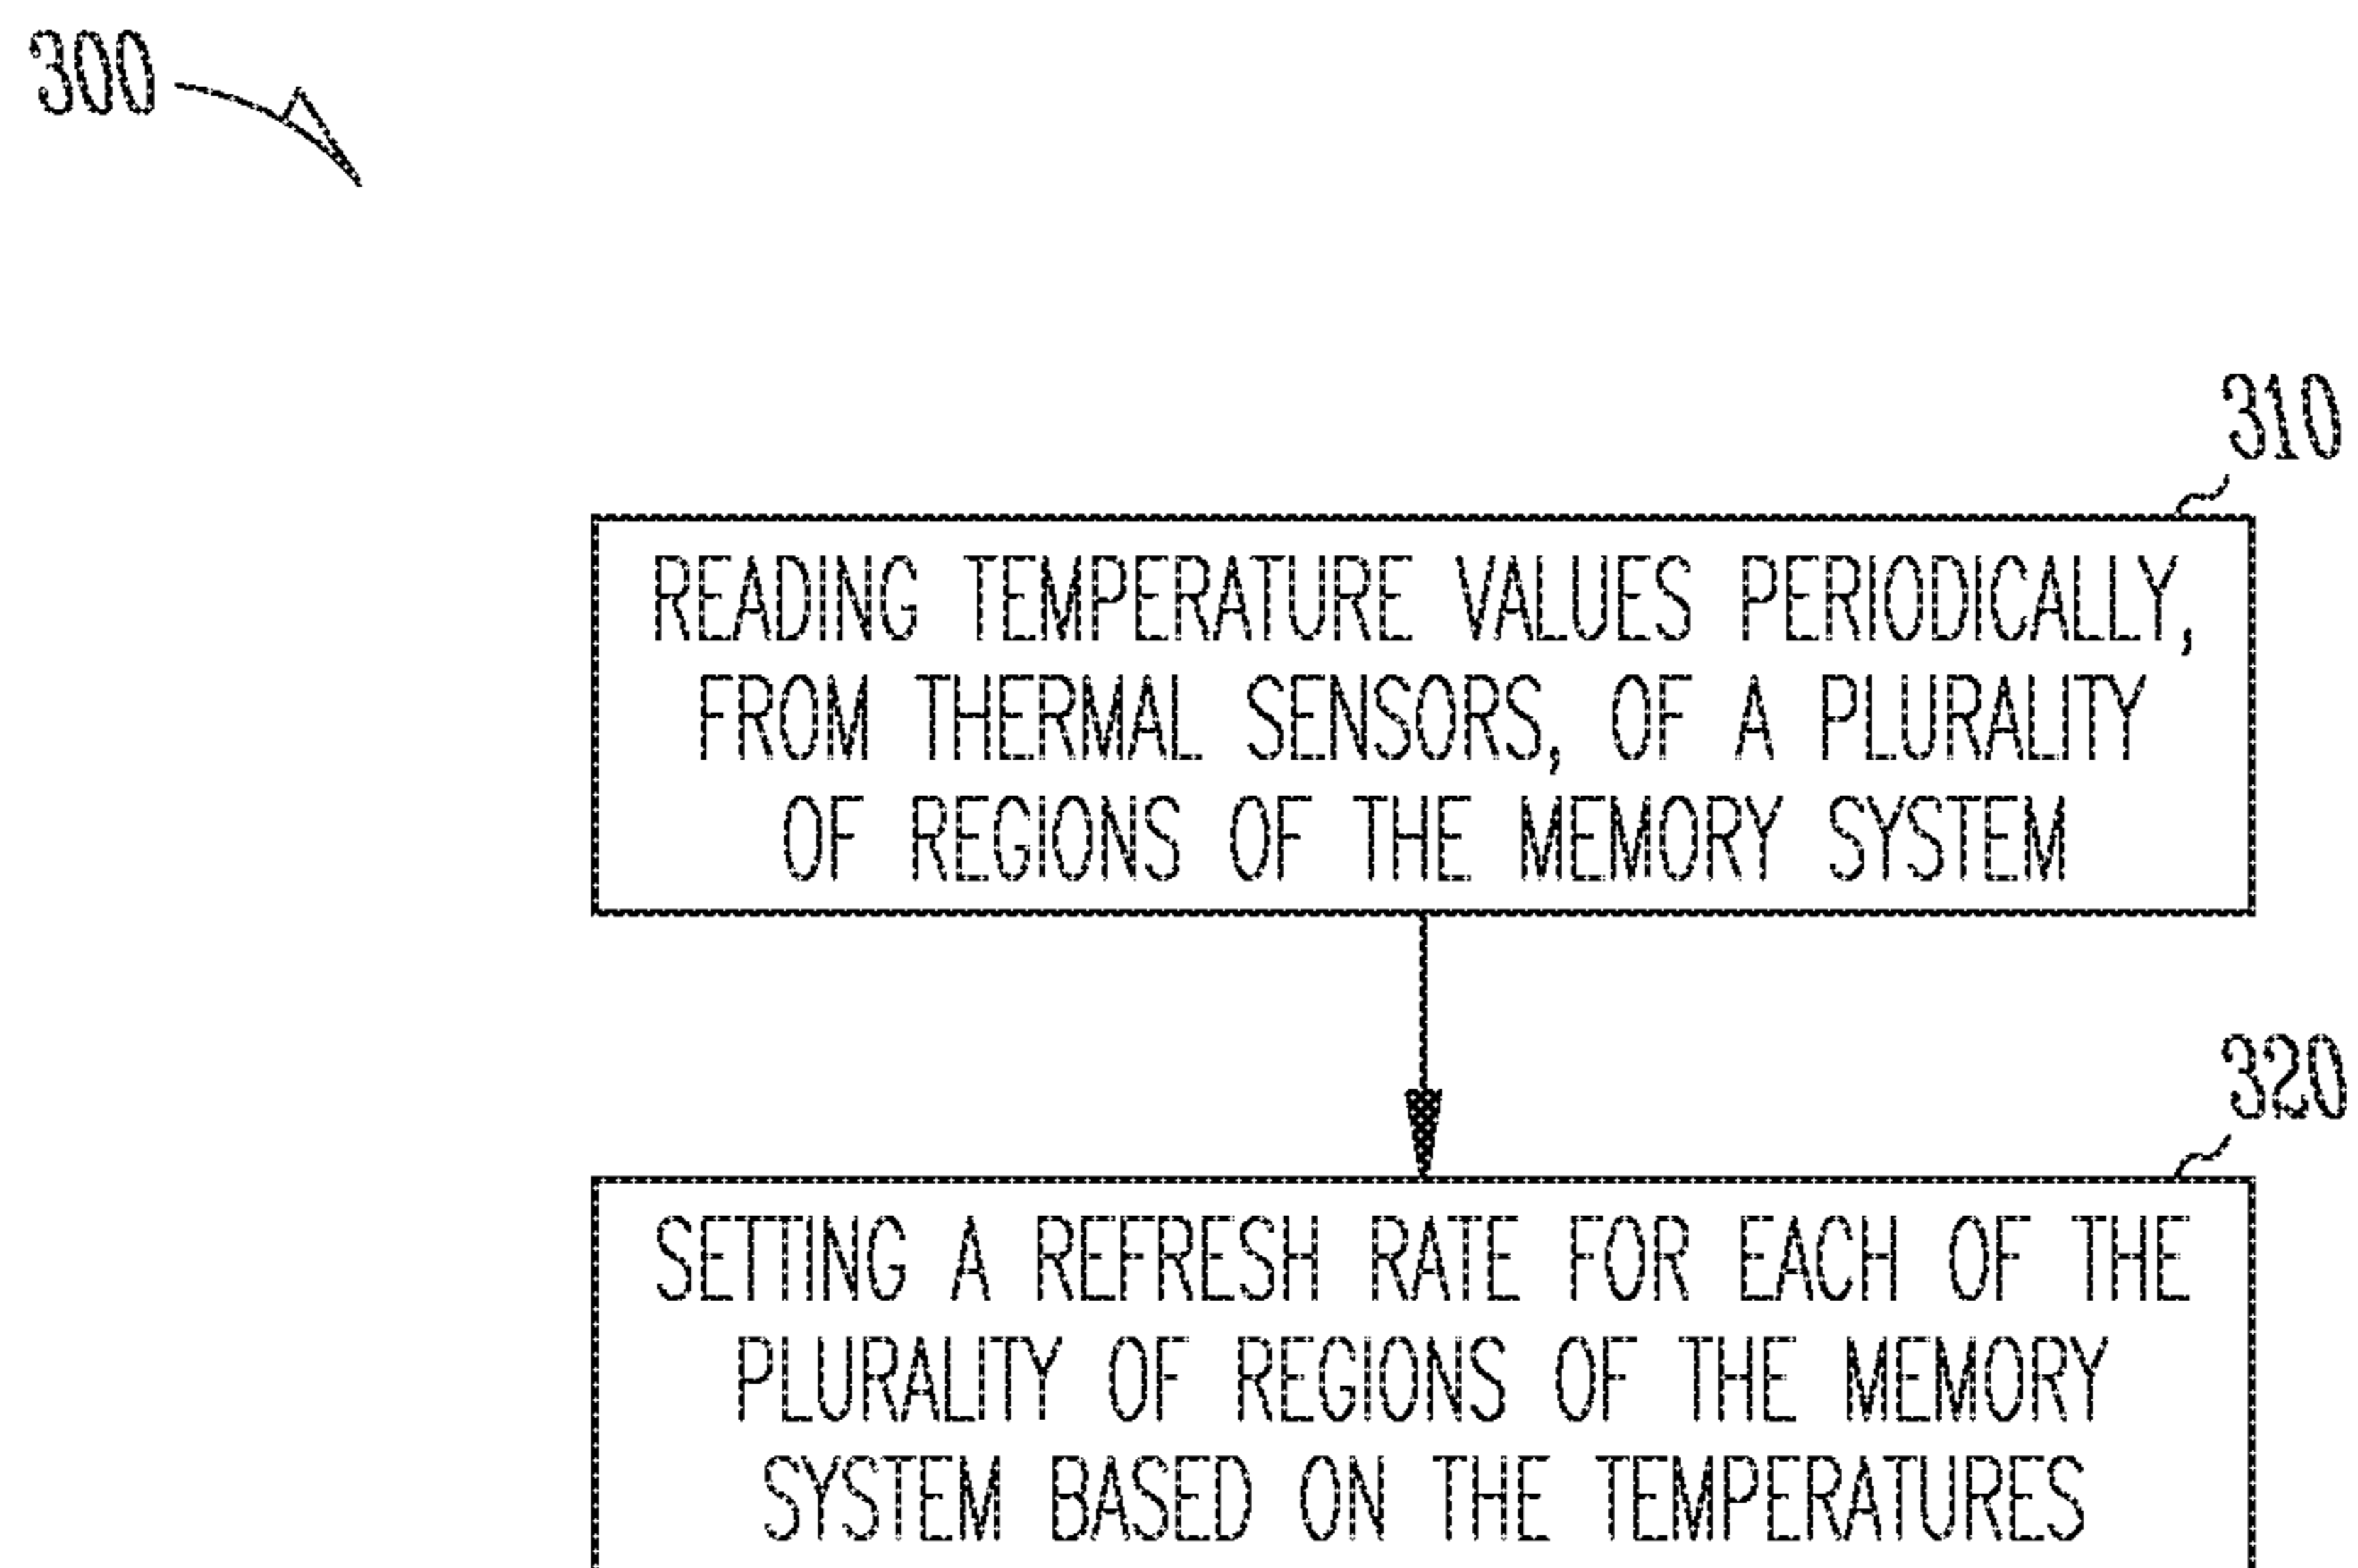 300
310
READING TEMPERATURE VALUES PERIODICALLY,
FROM THERMAL SENSORS, OF A PLURALITY
OF REGIONS OF THE MEMORY SYSTEM
320
SETTING A REFRESH RATE FOR EACH OF THE
PLURALITY OF REGIONS OF THE MEMORY
SYSTEM BASED ON THE TEMPERATURES